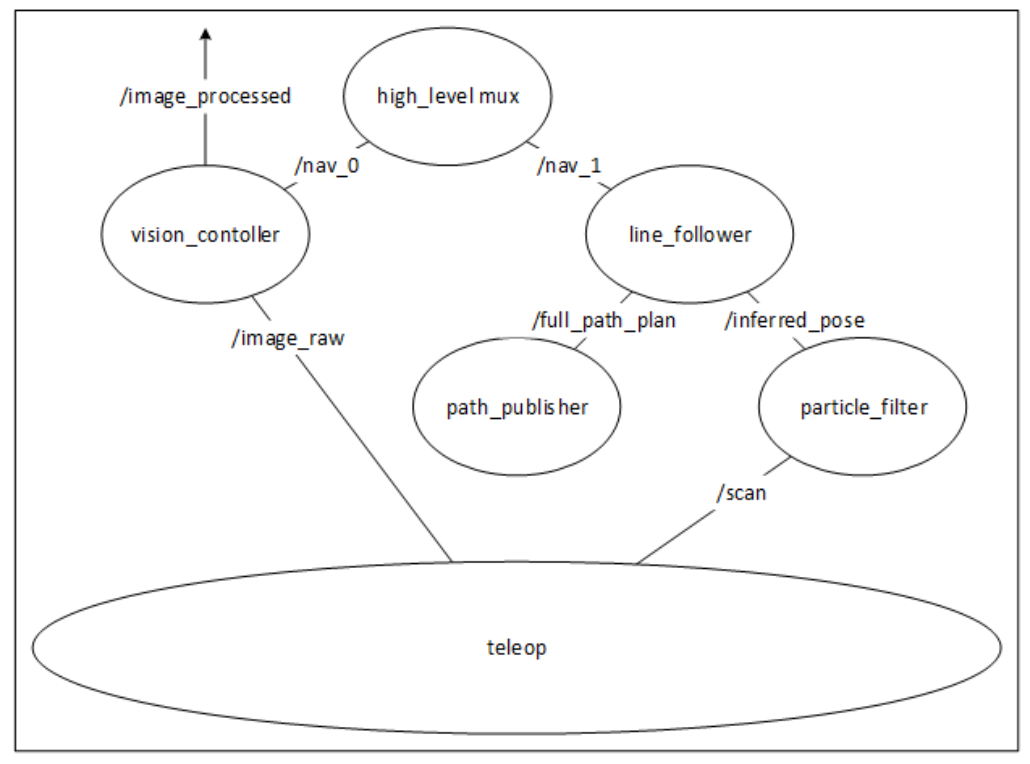 /image_processed
high_level mux
/nav_0
/nav_1
vision_contoller
line_follower
/image_raw
/full_path_plan
/inferred_pose
path_publisher
particle_filter
/scan
teleop